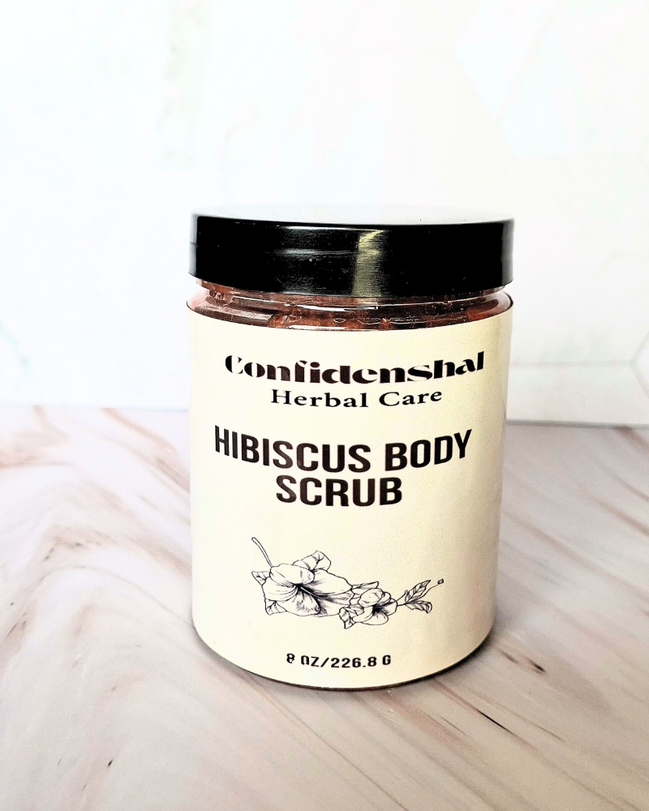 Confidenshal
Herbal Care
HIBISCUS BODY
SCRUB
8 OZ/226.8 G